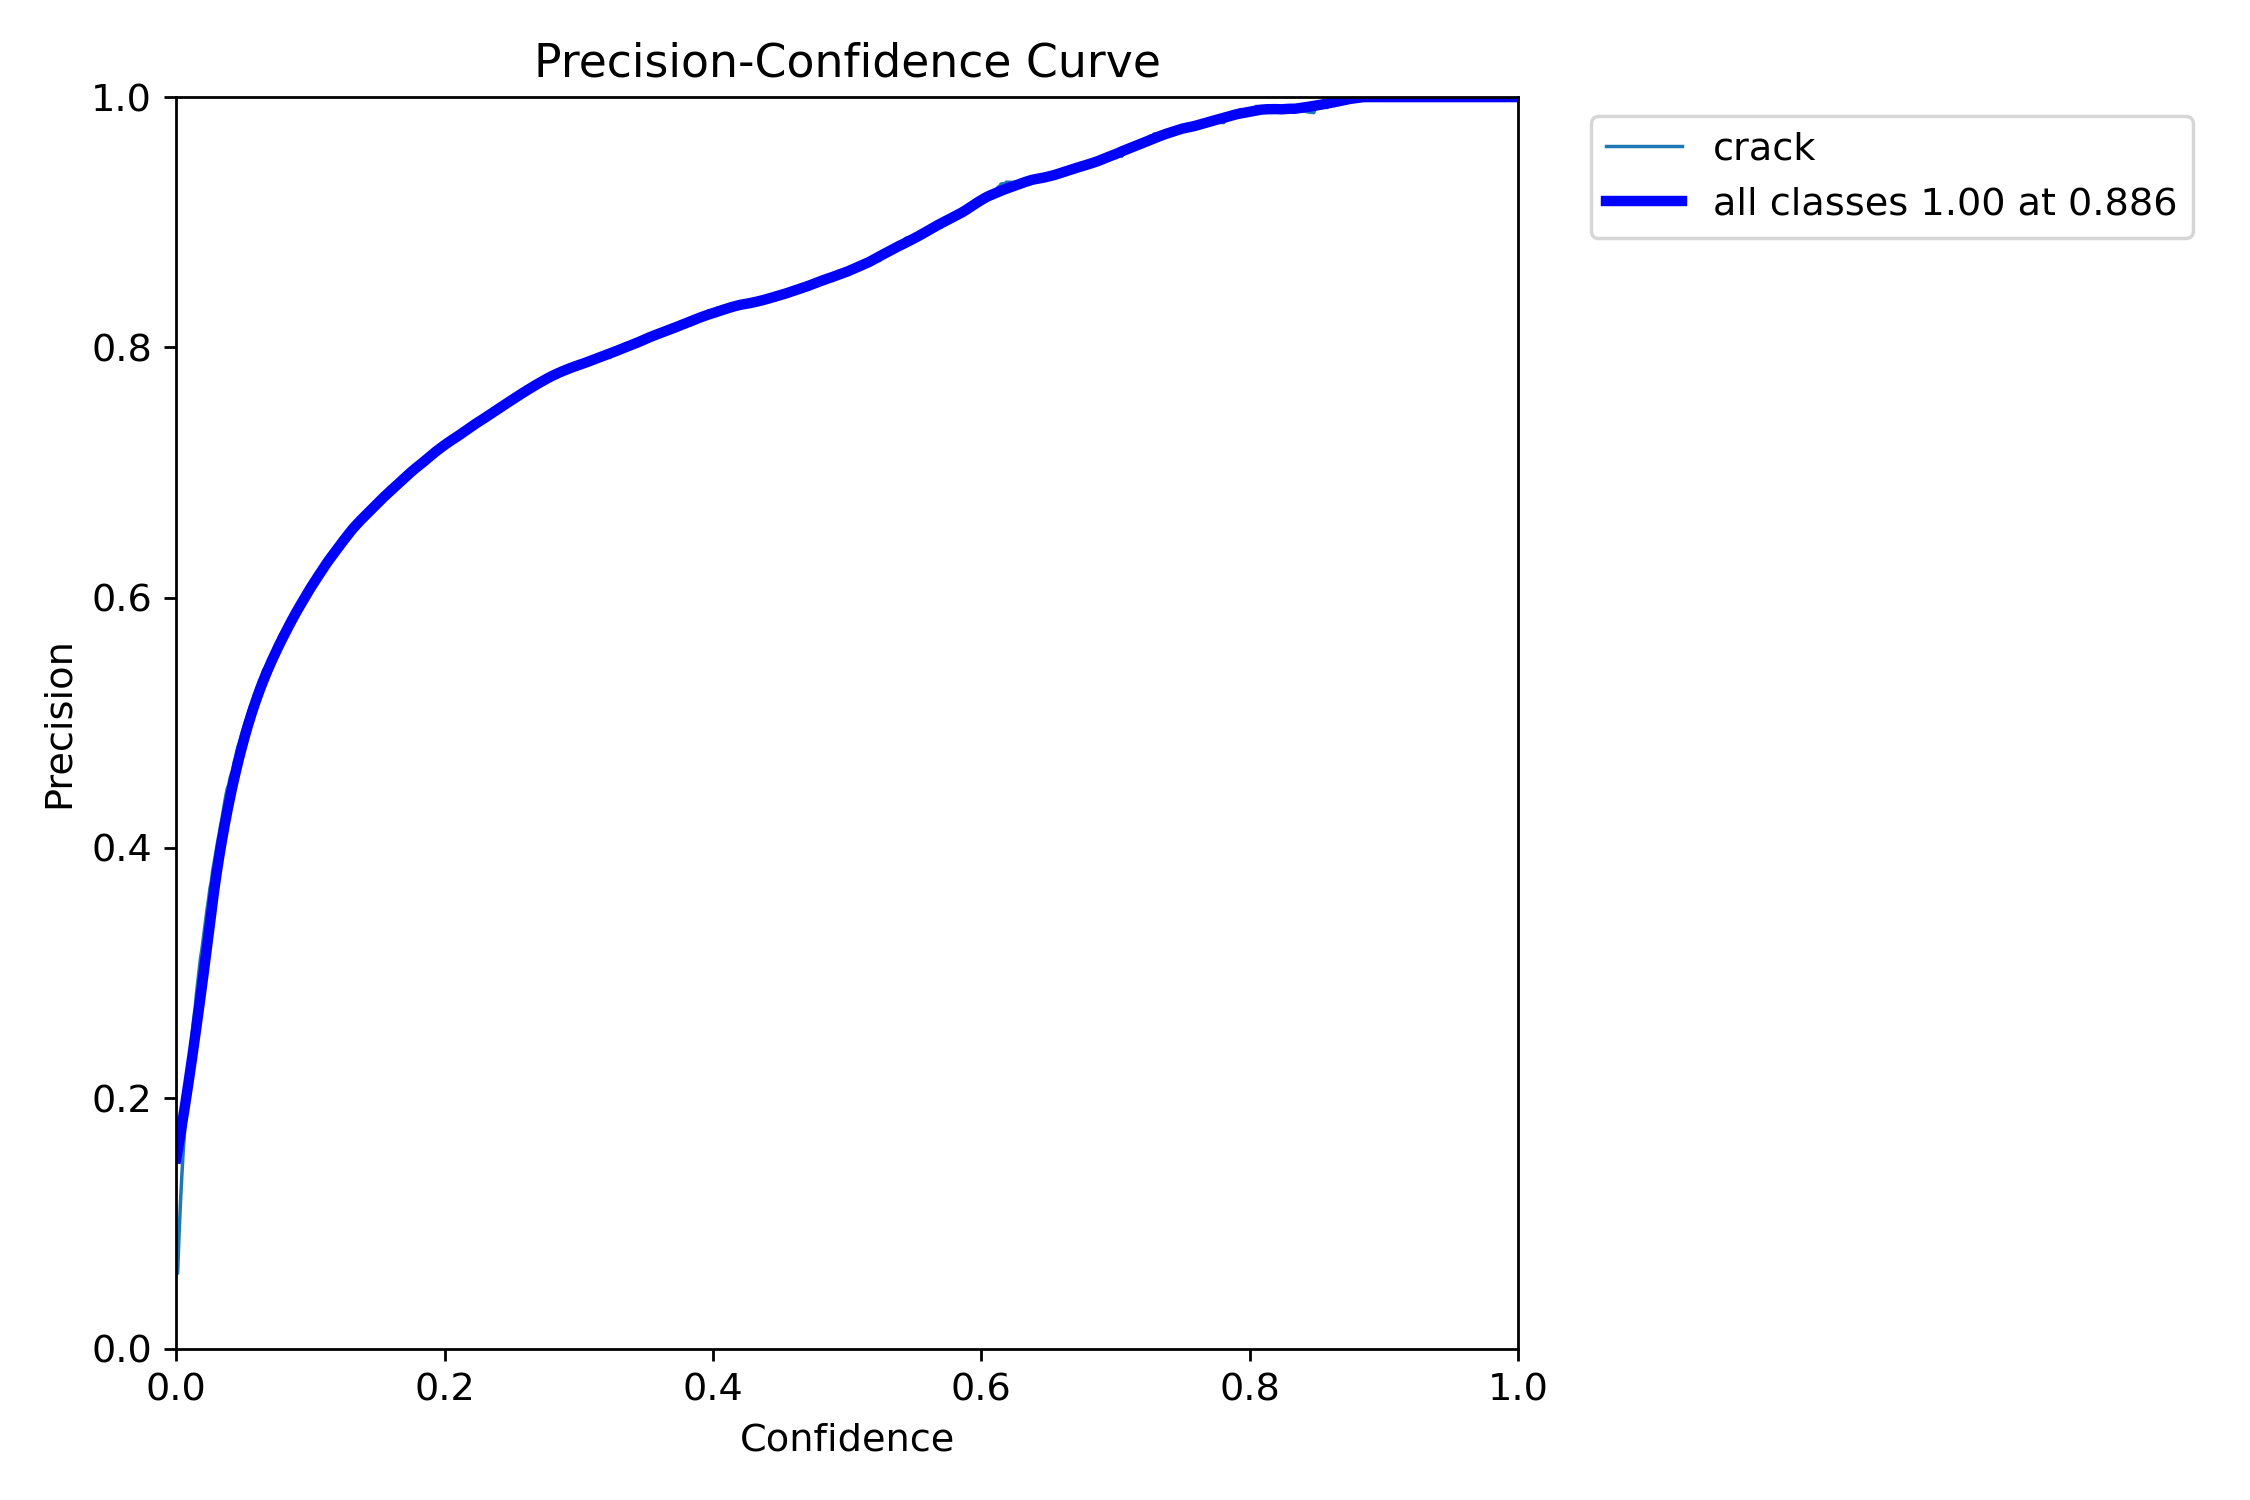 Precision-Confidence Curve
1.0
0.8
0.6
0.4
0.2
0.0
Precision
0.0 0.2 0.4 0.6 0.8 1.0
Confidence
crack
all classes 1.00 at 0.886